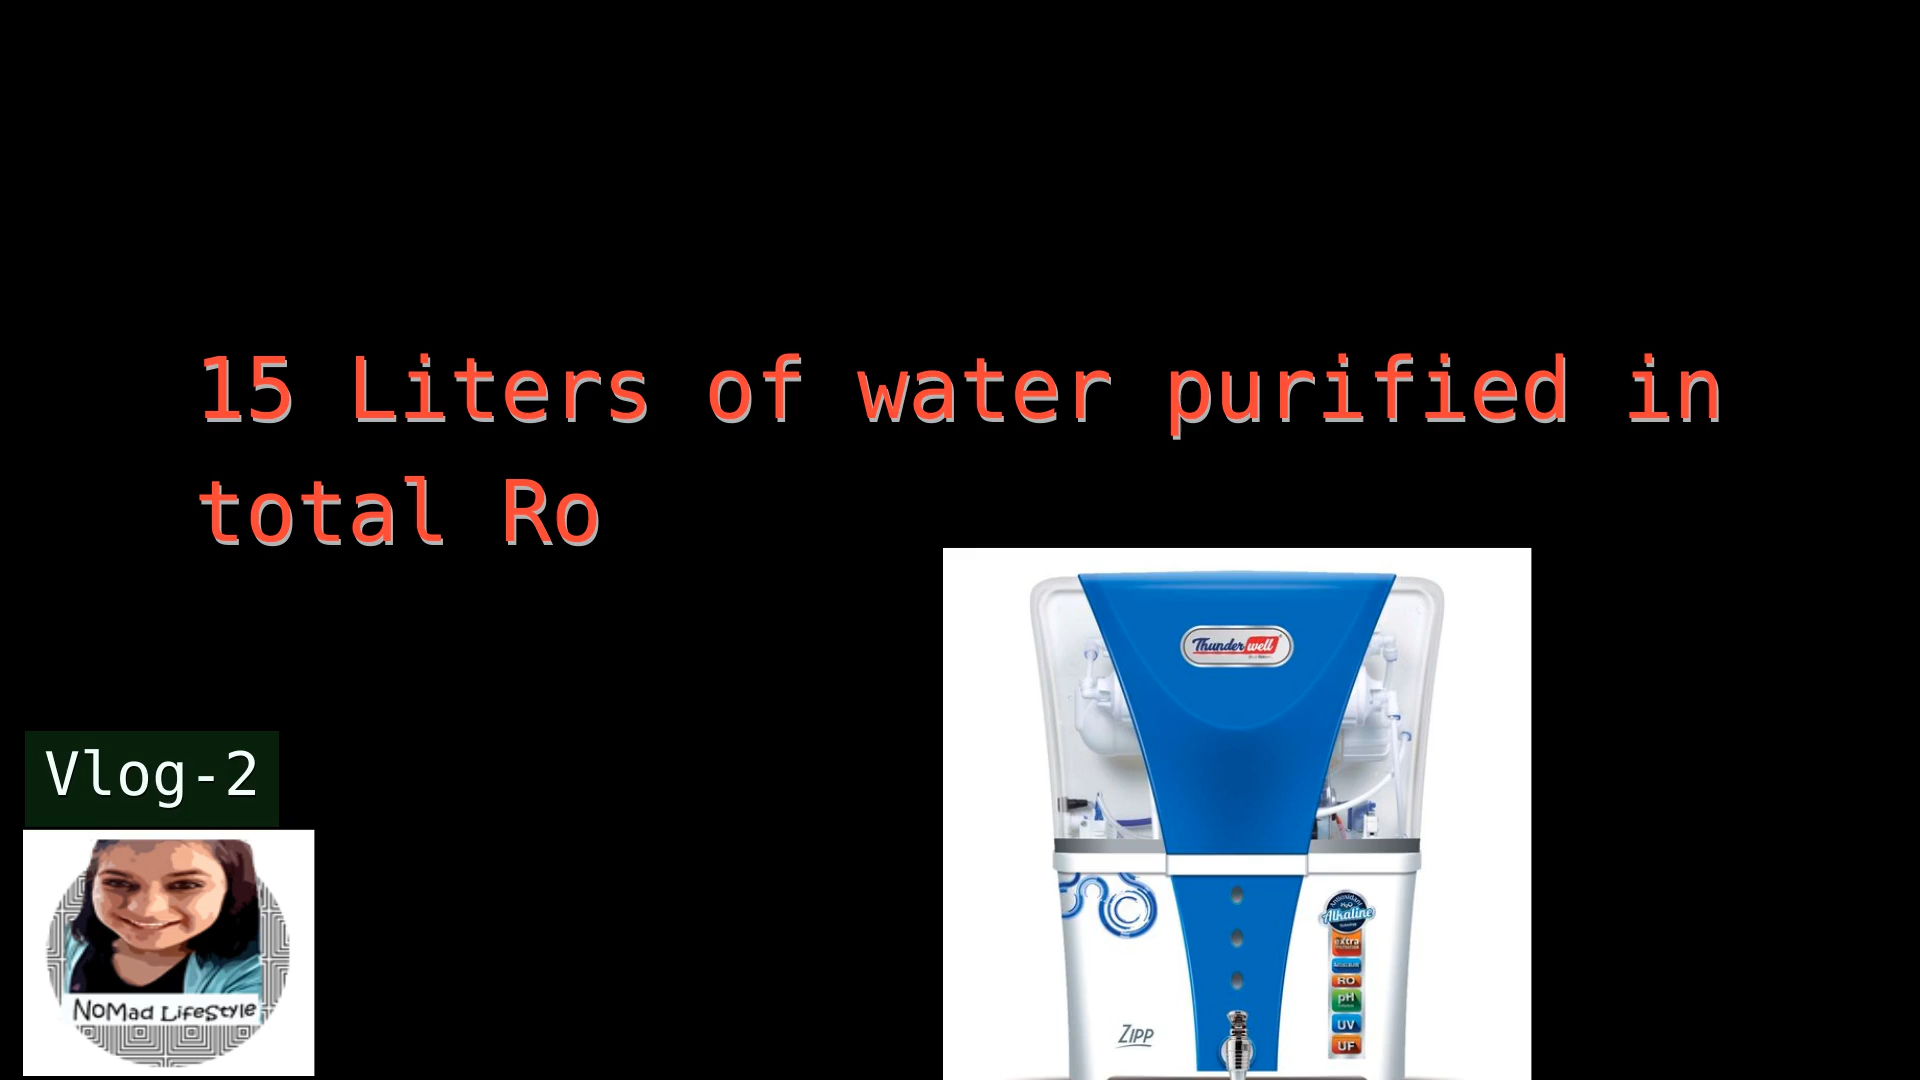 15 Liters of water purified in
total Ro
Thunder well
Alkaline
extra
RO
pH
UV
UF
ZIPP
Vlog-2
NoMad LifeStyle